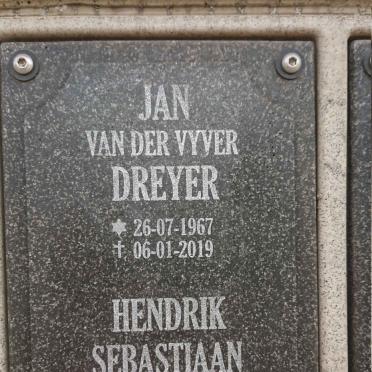 JAN
VAN DER VYVER
DREYER
✶ 26-07-1967
† 06-01-2019
HENDRIK
SEBASTIAAN